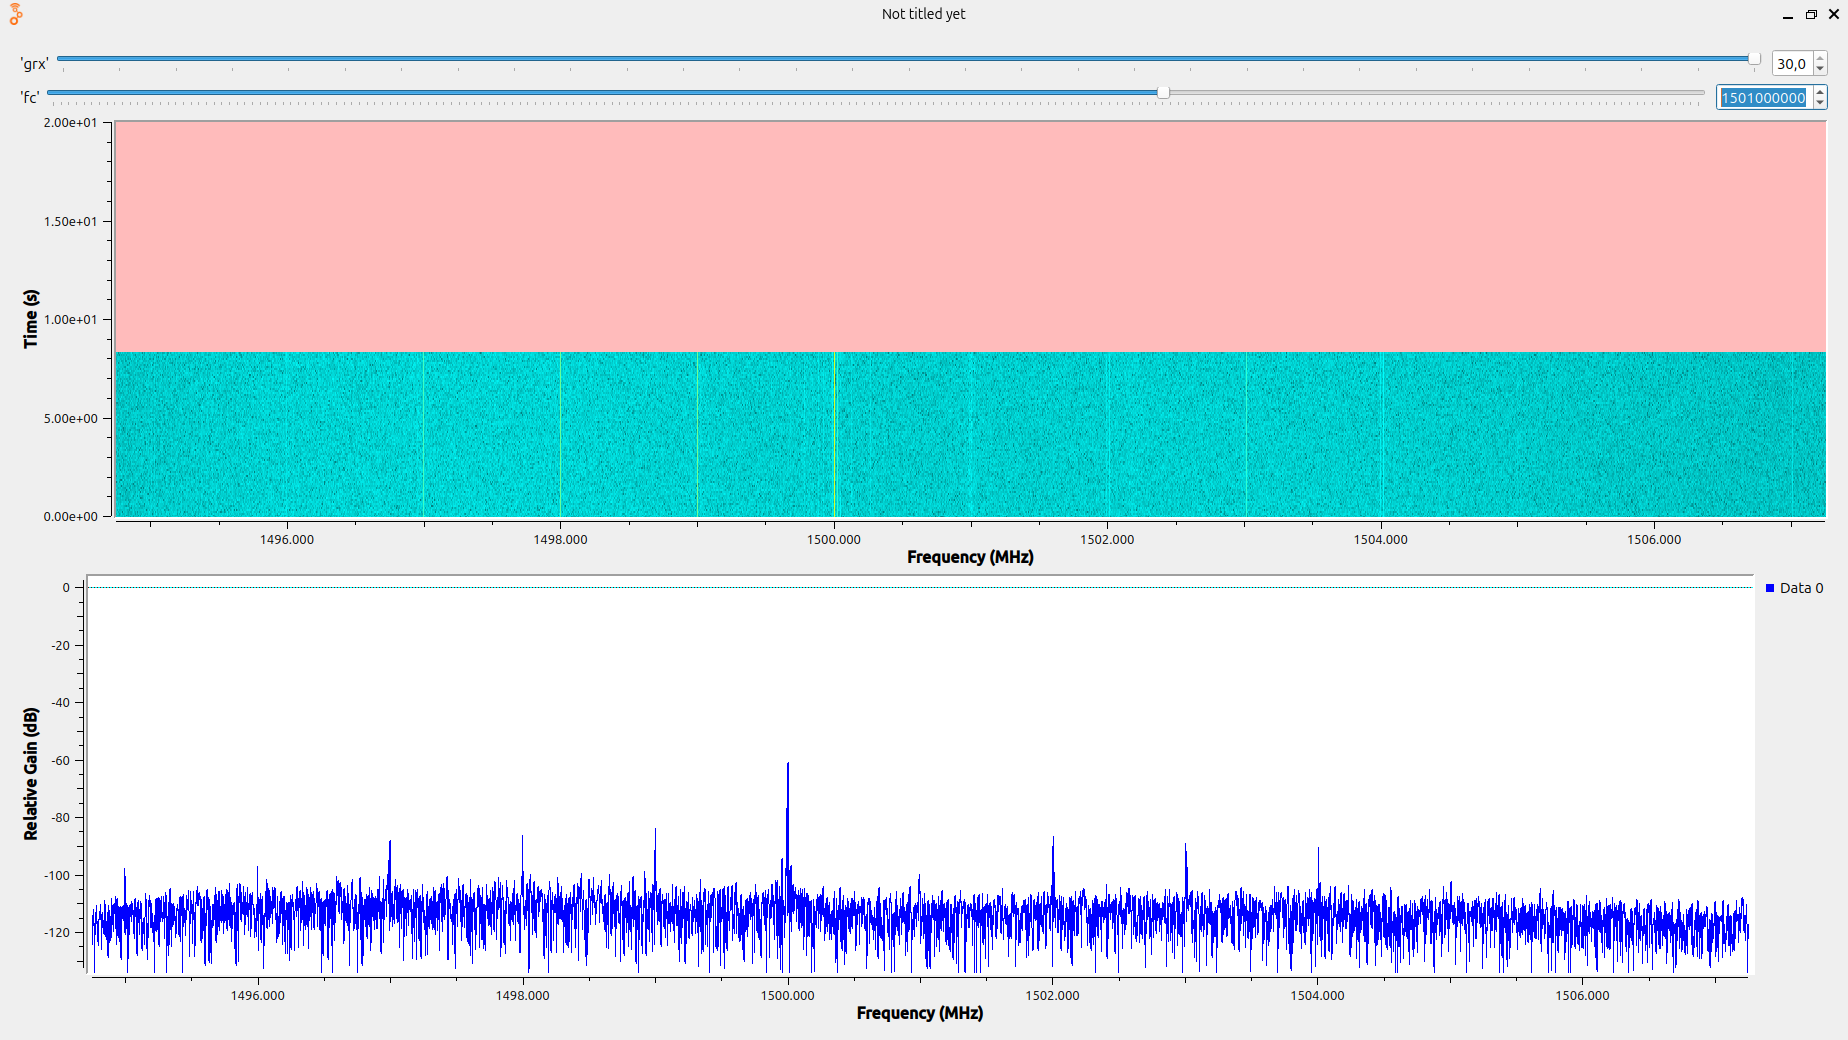 Not titled yet
'grx'
30,0
'fc'
1501000000
2.00e+01
1.50e+01
1.00e+01
5.00e+00
0.00e+00
Time (s)
1496.000 1498.000 1500.000 1502.000 1504.000 1506.000
Frequency (MHz)
0
-20
-40
-60
-80
-100
-120
Relative Gain (dB)
Data 0
1496.000 1498.000 1500.000 1502.000 1504.000 1506.000
Frequency (MHz)